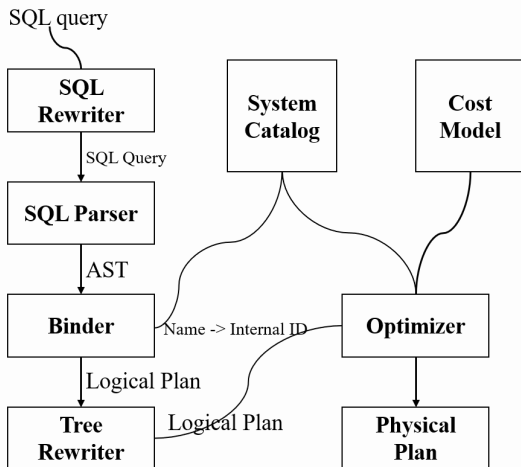 SQL query
SQL
Rewriter
System
Catalog
Cost
Model
SQL Query
SQL Parser
AST
Binder
Name -> Internal ID
Optimizer
Logical Plan
Tree
Rewriter
Logical Plan
Physical
Plan